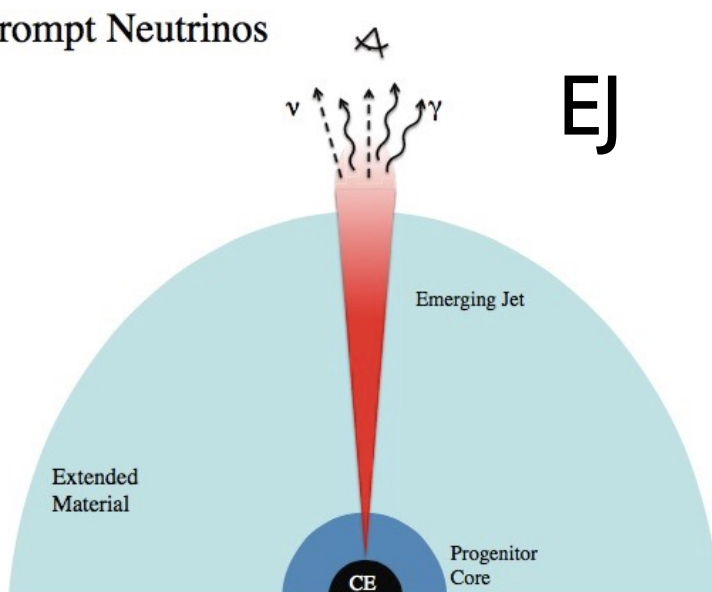 rompt Neutrinos
EJ
ν
γ
Emerging Jet
Extended
Material
Progenitor
Core
CE